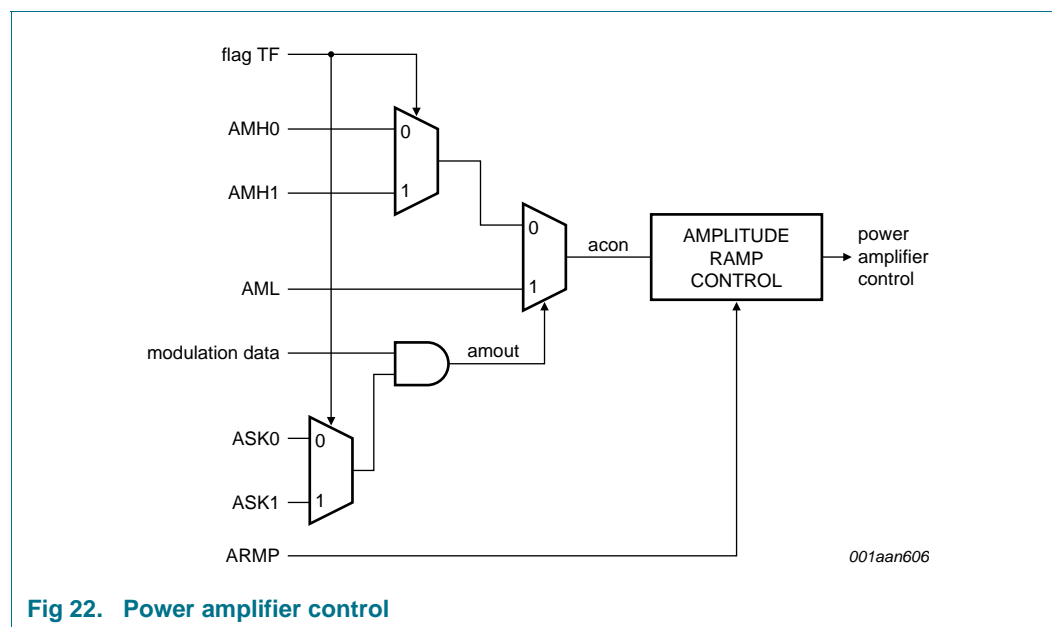 flag TF
AMH0
0
AMH1
1
0
AML
1
acon
AMPLITUDE
RAMP
CONTROL
power
amplifier
control
modulation data
amout
ASK0
0
ASK1
1
ARMP
001aan606
Fig 22. Power amplifier control